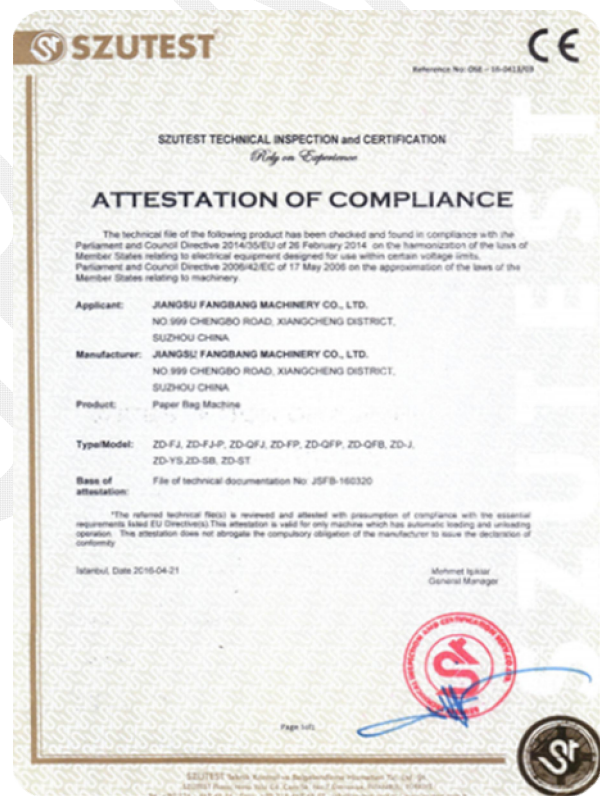 SZUTEST
CE
Reference No:
SZUTEST TECHNICAL INSPECTION and CERTIFICATION
Rely on Experience
ATTESTATION OF COMPLIANCE
The technical file of the following product has been checked and found in compliance with the
Parliament and Council Directive 2014/35/EU of 26 February 2014 on the harmonization of the laws of
Member States relating to electrical equipment designed for use within certain voltage limits.
Parliament and Council Directive 2006/42/EC of 17 May 2006 on the approximation of the laws of the
Member States relating to machinery.
Applicant: JIANGSU FANGBANG MACHINERY CO., LTD.
NO.999 CHENGBO ROAD, XIANGCHENG DISTRICT,
SUZHOU CHINA
Manufacturer: JIANGSU FANGBANG MACHINERY CO., LTD.
NO.999 CHENGBO ROAD, XIANGCHENG DISTRICT,
SUZHOU CHINA
Product: Paper Bag Machine
Type/Model: ZD-FJ, ZD-FJ-P, ZD-QFJ, ZD-FP, ZD-QFP, ZD-QFB, ZD-J,
ZD-YS,ZD-SB, ZD-ST
Base of attestation: File of technical documentation No: JSFB-160320
"The referred technical file(s) is reviewed and attested with presumption of compliance with the essential
requirements listed EU Directive(s).This attestation is valid for only machine which has automatic loading and unloading
operation. This attestation does not abrogate the compulsory obligation of the manufacturer to issue the declaration of
conformity
Istanbul, Date 2016-04-21
Mehmet
General Manager
Page 1of1
SZUTEST
SZUTEST